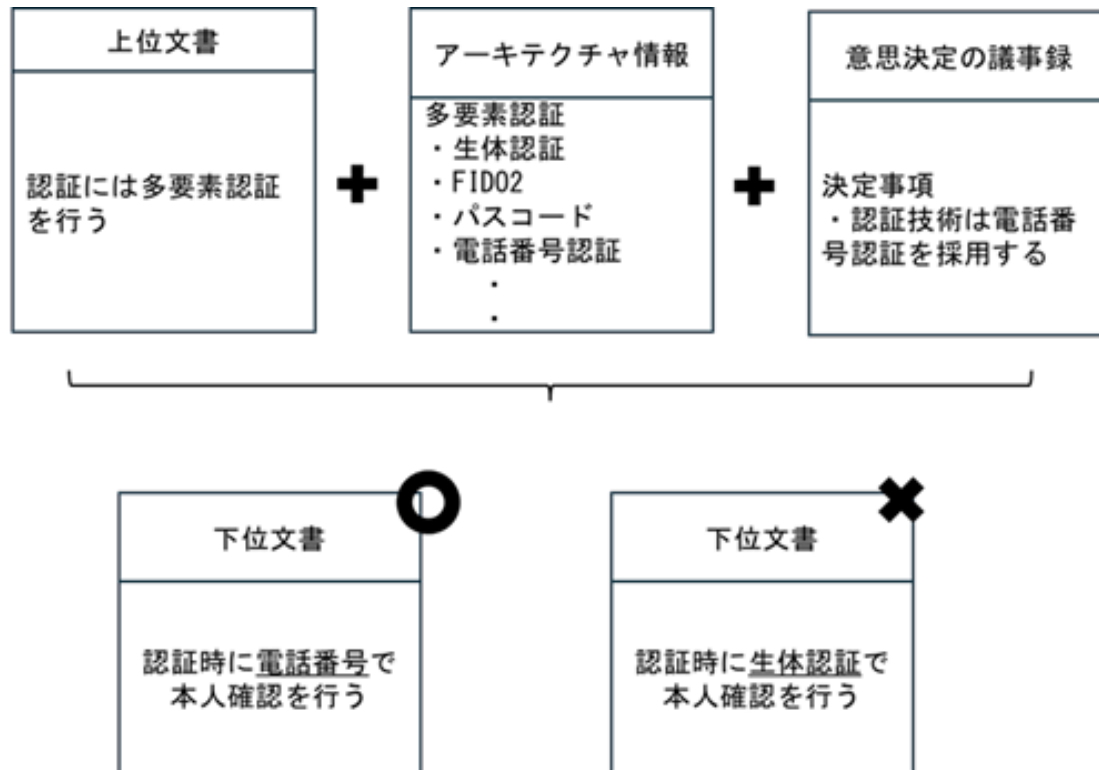 上位文書
認証には多要素認証
を行う
アーキテクチャ情報
多要素認証
・生体認証
・FIDO2
・パスコード
・電話番号認証
・
・
意思決定の議事録
決定事項
・認証技術は電話番
号認証を採用する
下位文書
認証時に電話番号で
本人確認を行う
下位文書
認証時に生体認証で
本人確認を行う